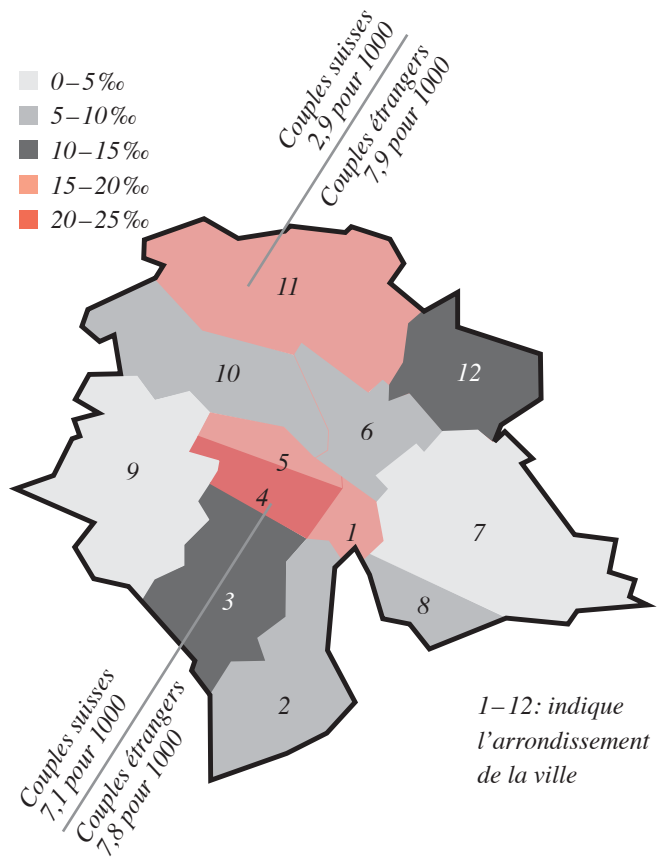 Couples suisses
2,9 pour 1000
Couples étrangers
7,9 pour 1000
0–5‰
5–10‰
10–15‰
15–20‰
20–25‰
11
12
10
6
5
9
4
7
1
3
8
2
Couples suisses
7,1 pour 1000
Couples étrangers
7,8 pour 1000
1–12: indique
l’arrondissement
de la ville